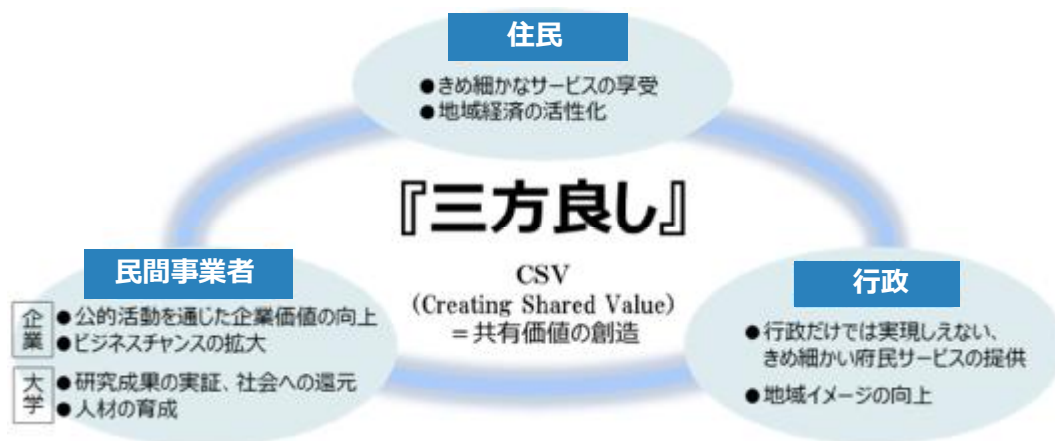 住民
●きめ細かなサービスの享受
●地域経済の活性化
『三方良し』
CSV
(Creating Shared Value)
＝共有価値の創造
民間事業者
企業
●公的活動を通じた企業価値の向上
●ビジネスチャンスの拡大
大学
●研究成果の実証、社会への還元
●人材の育成
行政
●行政だけでは実現しえない、
きめ細かい府民サービスの提供
●地域イメージの向上